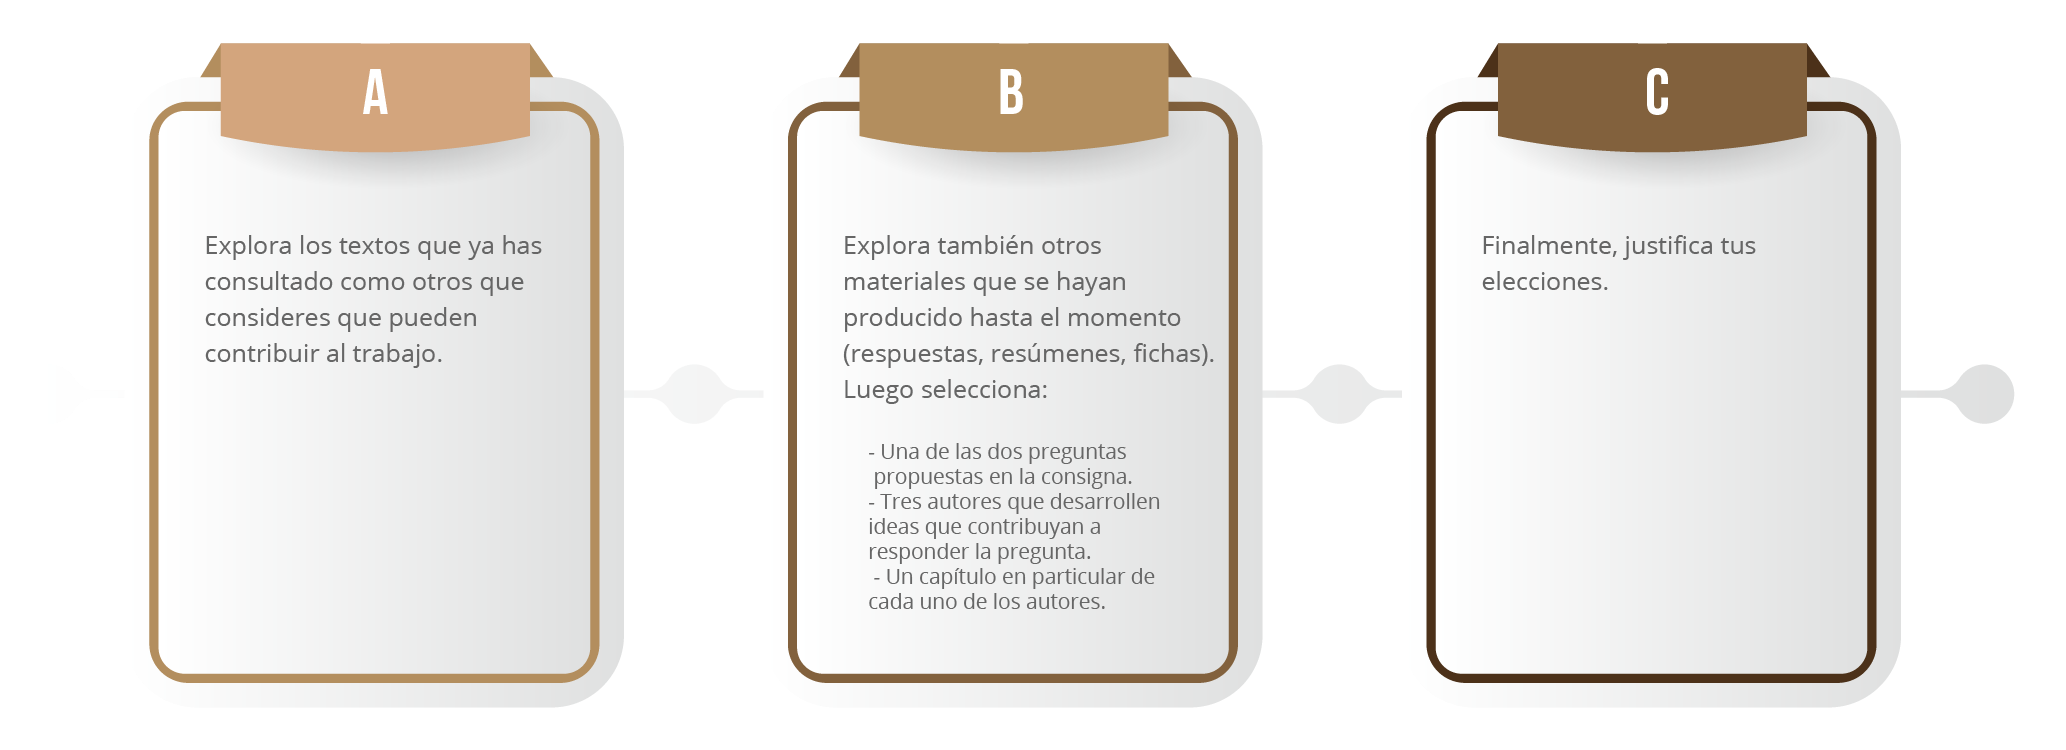 A
Explora los textos que ya has
consultado como otros que
consideres que pueden
contribuir al trabajo.
B
Explora también otros
materiales que se hayan
producido hasta el momento
(respuestas, resúmenes, fichas).
Luego selecciona:
- Una de las dos preguntas
propuestas en la consigna.
- Tres autores que desarrollen
ideas que contribuyan a
responder la pregunta.
- Un capítulo en particular de
cada uno de los autores.
C
Finalmente, justifica tus
elecciones.